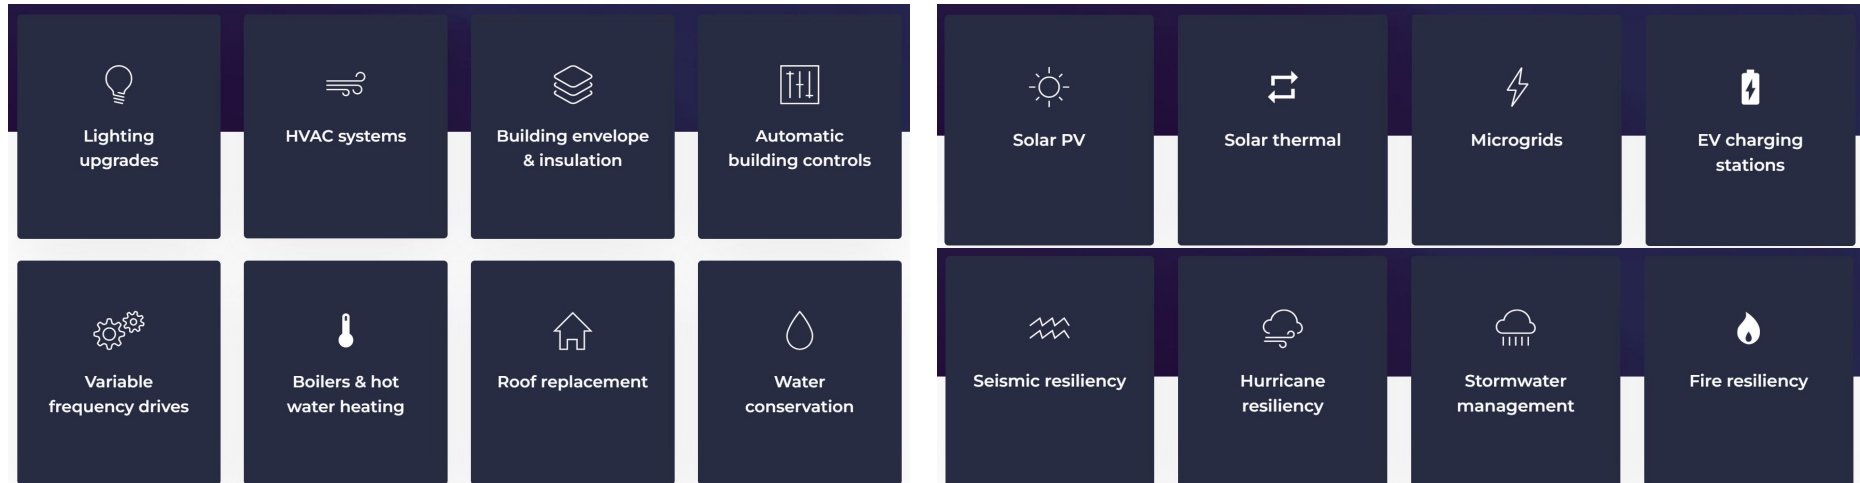 Lighting
upgrades
HVAC systems
Building envelope
& insulation
Automatic
building controls
Variable
frequency drives
Boilers & hot
water heating
Roof replacement
Water
conservation
Solar PV
Solar thermal
Microgrids
EV charging
stations
Seismic resiliency
Hurricane
resiliency
Stormwater
management
Fire resiliency